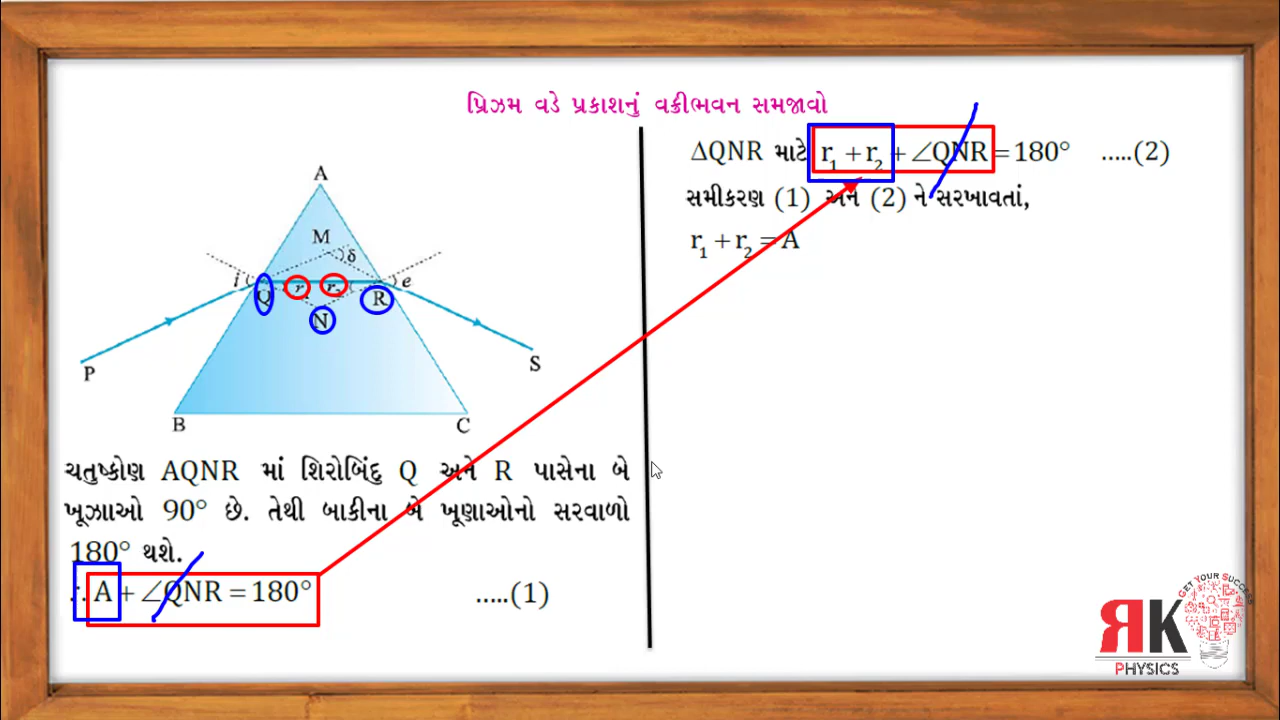 પ્રિઝમ વડે પ્રકાશનું વક્રીભવન સમજાવો
A
M
δ
i
e
Q
r
r
R
N
P
S
B
C
ચતુષ્કોણ AQNR માં શિરોબિંદુ Q અને R પાસેના બે
ખૂઝાાઓ 90° છે. તેથી બાકીના બે ખૂણાઓનો સરવાળો
180° થશે.
∴ A + ∠QNR = 180° .....(1)
ΔQNR માટે r₁ + r₂ + ∠QNR = 180° .....(2)
સમીકરણ (1) અને (2) ને સરખાવતાં,
r₁ + r₂ = A
GET YOUR SUCCESS
RK
PHYSICS